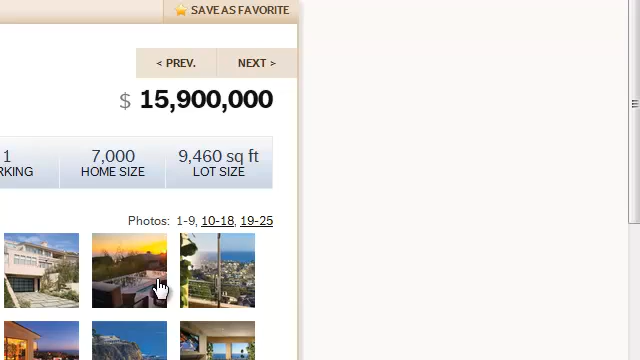 SAVE AS FAVORITE
< PREV. NEXT >
$ 15,900,000
1 7,000 9,460 sq ft
RKING HOME SIZE LOT SIZE
Photos: 1-9, 10-18, 19-25